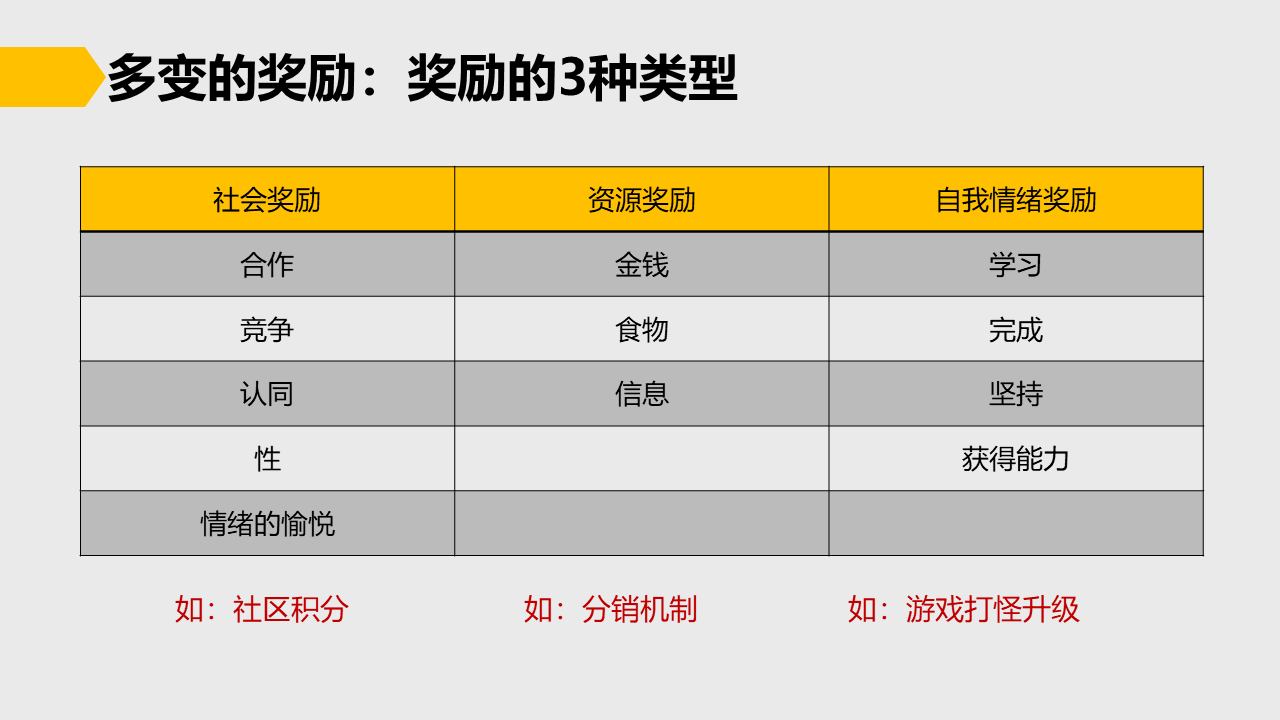 多变的奖励：奖励的3种类型
社会奖励 资源奖励 自我情绪奖励
合作 金钱 学习
竞争 食物 完成
认同 信息 坚持
性 获得能力
情绪的愉悦
如：社区积分 如：分销机制 如：游戏打怪升级